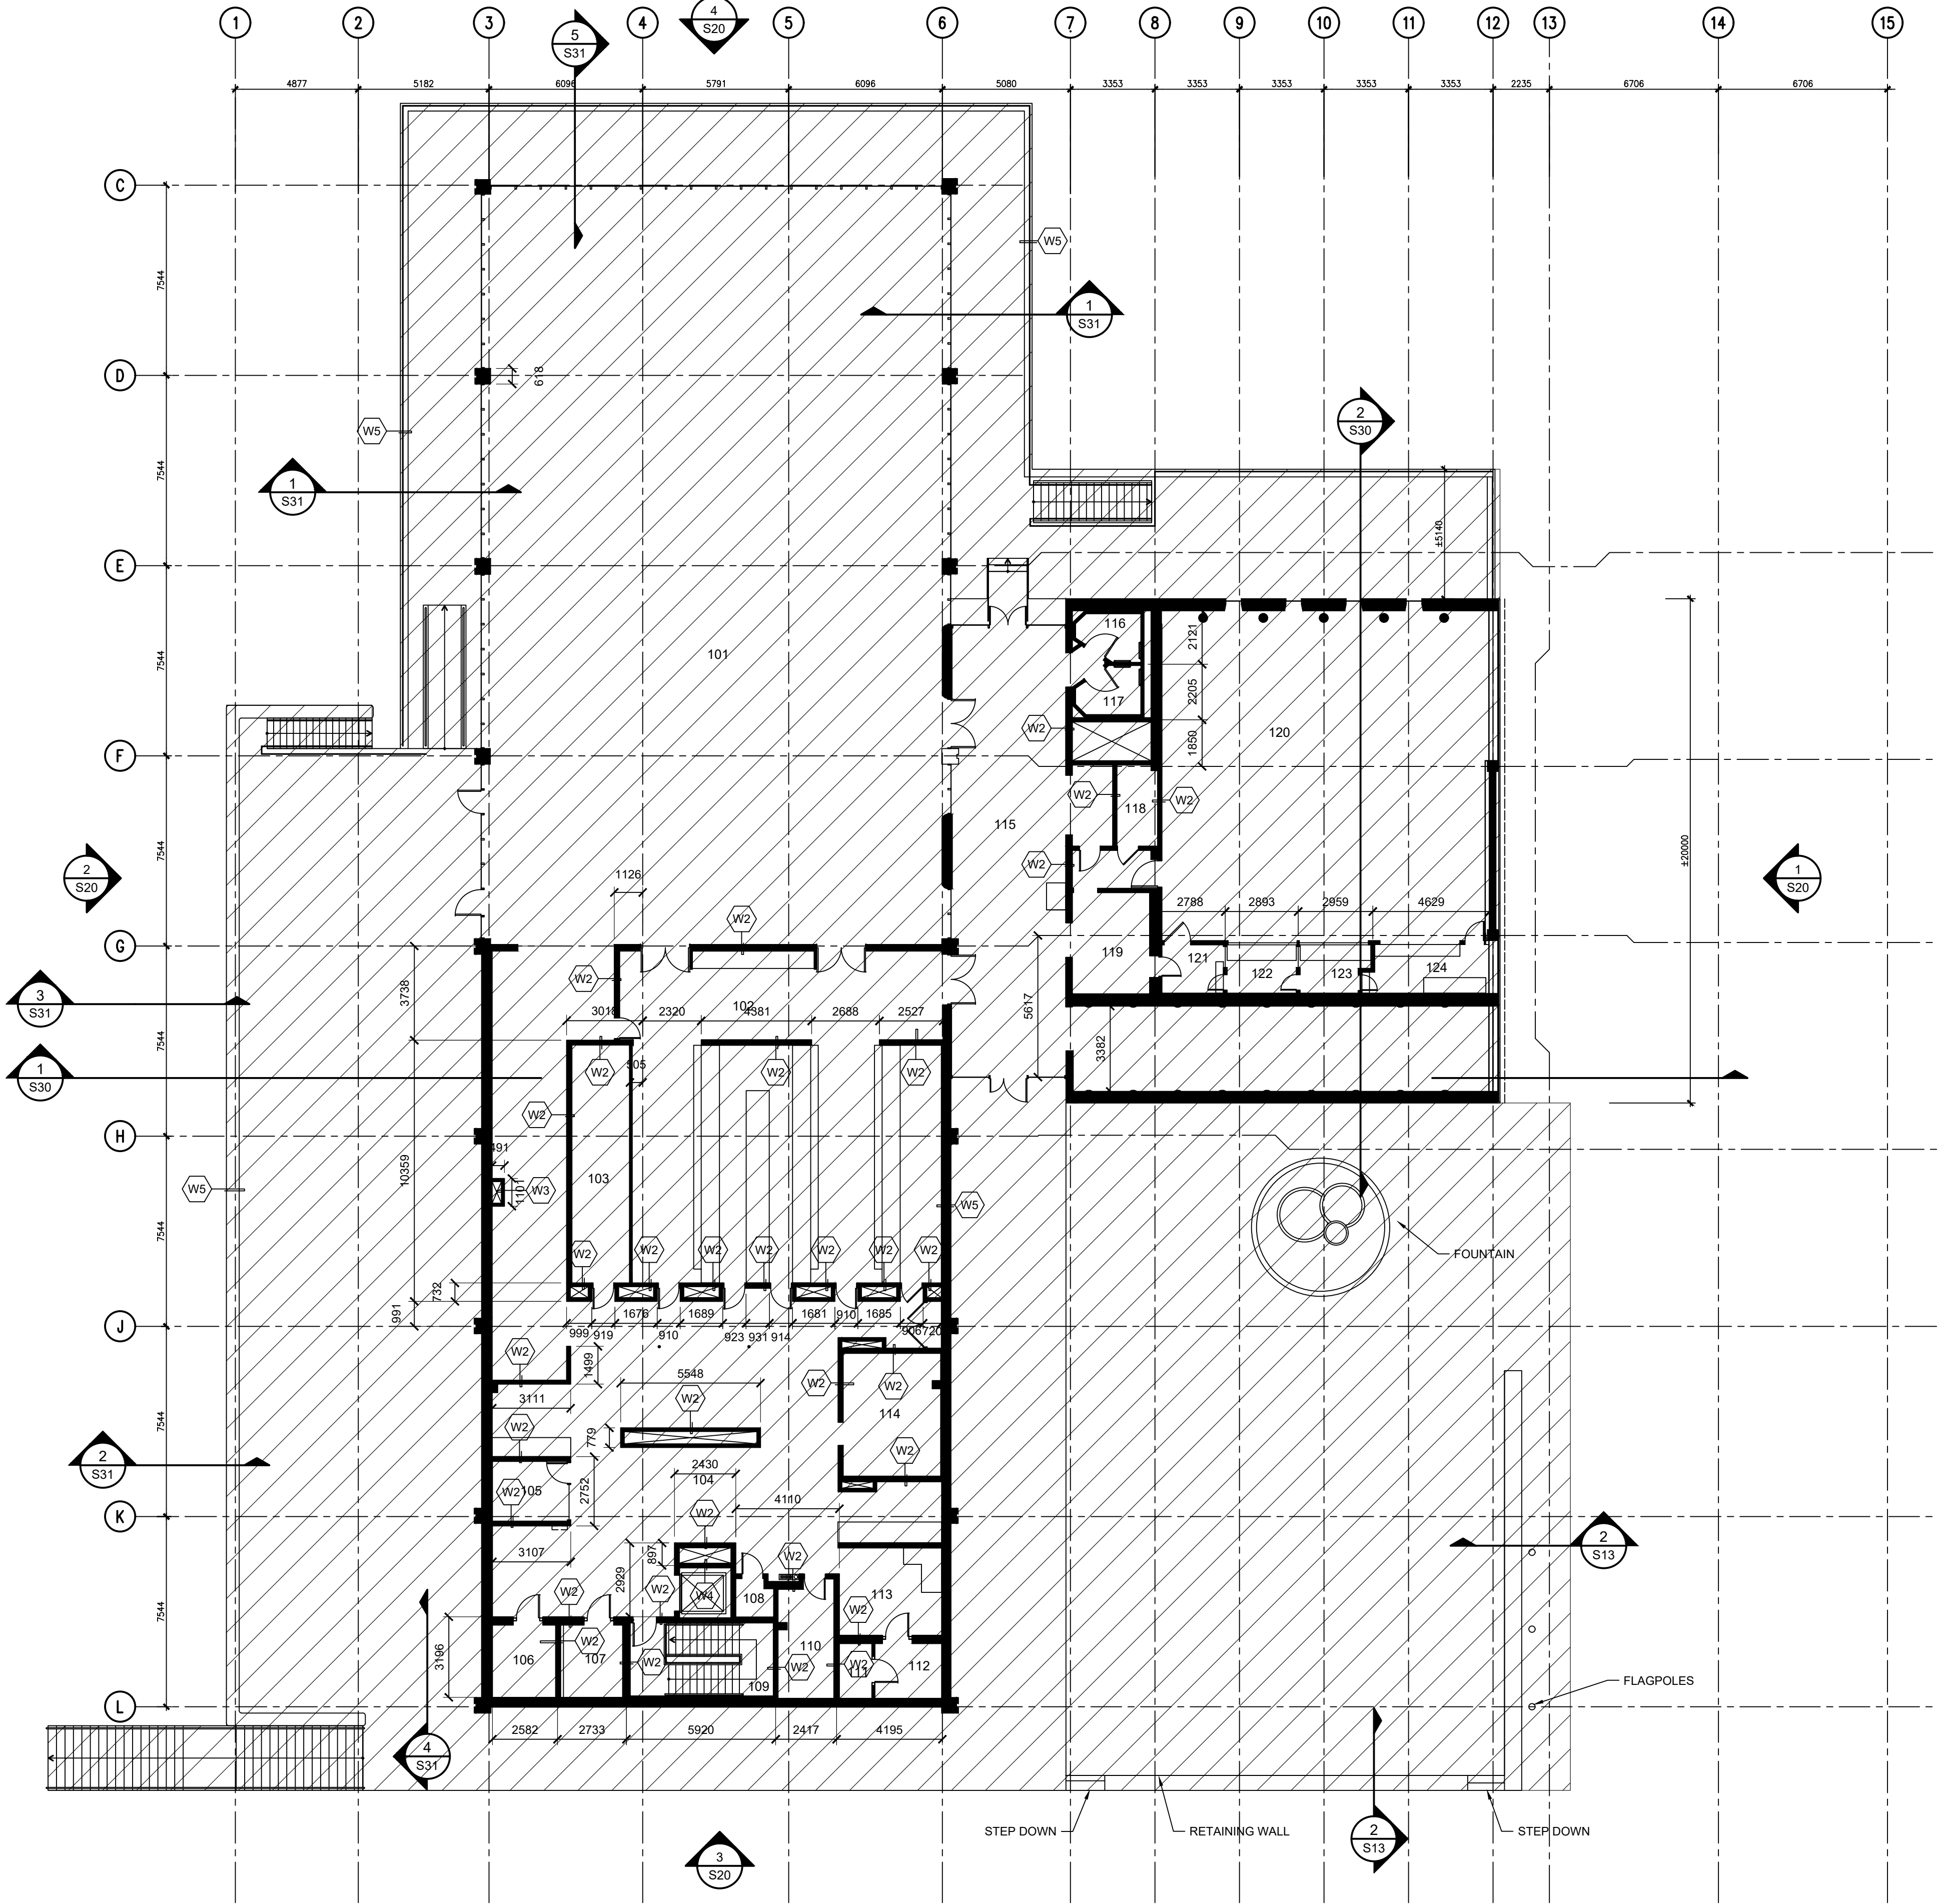 1 2 3 4 5 6 7 8 9 10 11 12 13 14 15
4
S20
5
S31
4877 5182 6096 5791 6096 5080 3353 3353 3353 3353 3353 2235 6706 6706
C
W5
7544
1
S31
D
618
2
S30
W5
7544
1
S31
±5140
E
101
116
2121
7544
117
2205
W2
120
1850
F
W2
118
W2
115
7544
W2
±20000
2
S20
1
S20
1126
2788 2893 2959 4629
W2
G
119
121
122
123
124
W2
3738
3
S31
3018 2320 4381 2688 2527
102
5617
7544
3382
505
W2
W2
W2
1
S30
W2
H
491
103
10359
1101
W3
W5
W5
7544
W2 W2 W2 W2 W2 W2 W2
FOUNTAIN
732
991
1676 1689 1681 910 1685
J
999 919 910 923 931 914 906 720
W2
1499
W2
W2
5548
3111
W2
114
7544
W2
779
W2
2
S31
2430
104
105
W2
2752
4110
W2
K
897
W2
3107
2929
2
S13
W2
W2
W4
108
113
W2
7544
W2
110
3196
106
107
W2
W2
109
W2
111
W2
112
L
FLAGPOLES
2582 2733 5920 2417 4195
4
S31
STEP DOWN
RETAINING WALL
2
S13
STEP DOWN
3
S20